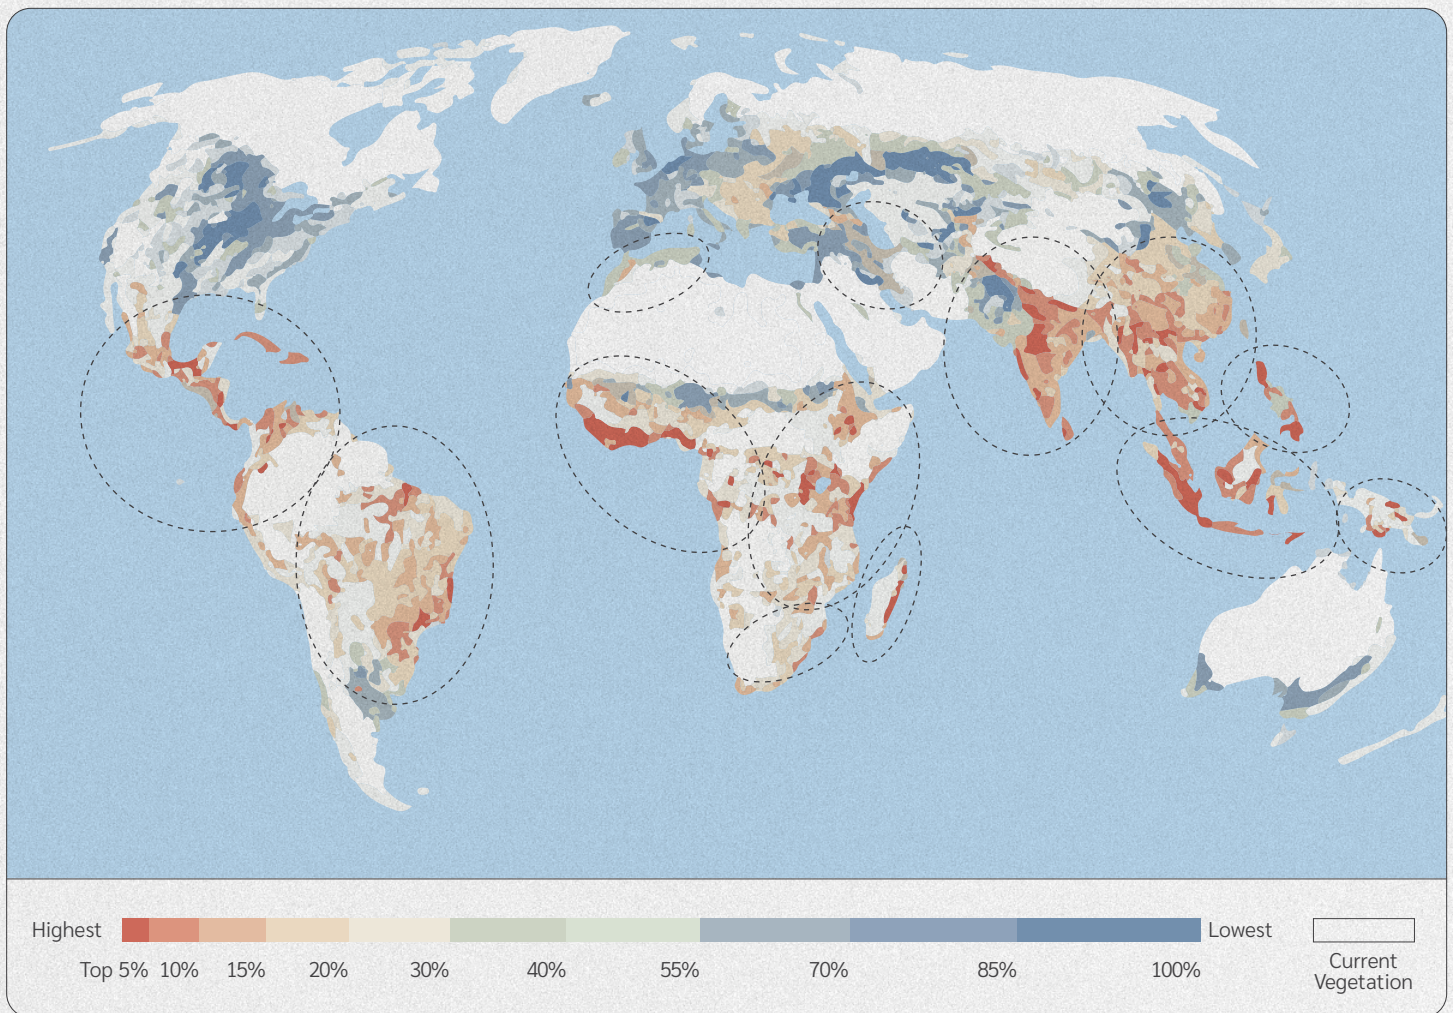 Highest
Lowest
Top 5% 10% 15% 20% 30% 40% 55% 70% 85% 100%
Current
Vegetation